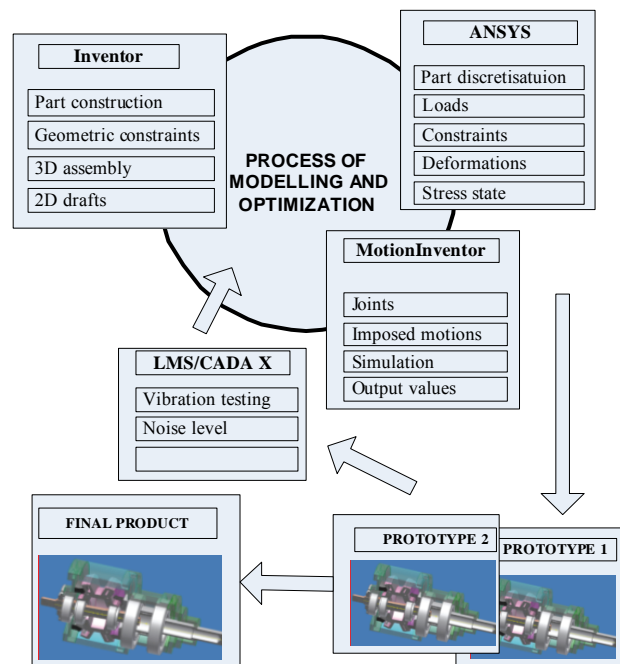 Inventor
Part construction
Geometric constraints
3D assembly
2D drafts
ANSYS
Part discretisatuion
Loads
Constraints
Deformations
Stress state
PROCESS OF
MODELLING AND
OPTIMIZATION
MotionInventor
Joints
Imposed motions
Simulation
Output values
LMS/CADA X
Vibration testing
Noise level
FINAL PRODUCT
PROTOTYPE 2
PROTOTYPE 1